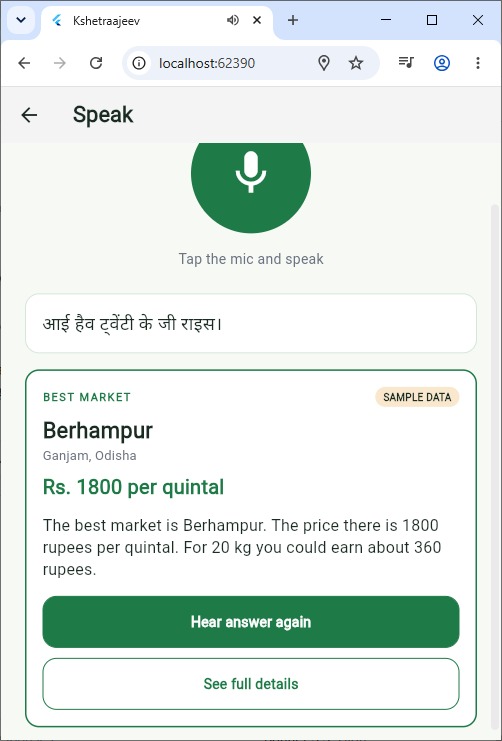 Kshetraajeev
localhost:62390
Speak
Tap the mic and speak
आई हैव ट्वेंटी के जी राइस।
BEST MARKET
SAMPLE DATA
Berhampur
Ganjam, Odisha
Rs. 1800 per quintal
The best market is Berhampur. The price there is 1800
rupees per quintal. For 20 kg you could earn about 360
rupees.
Hear answer again
See full details